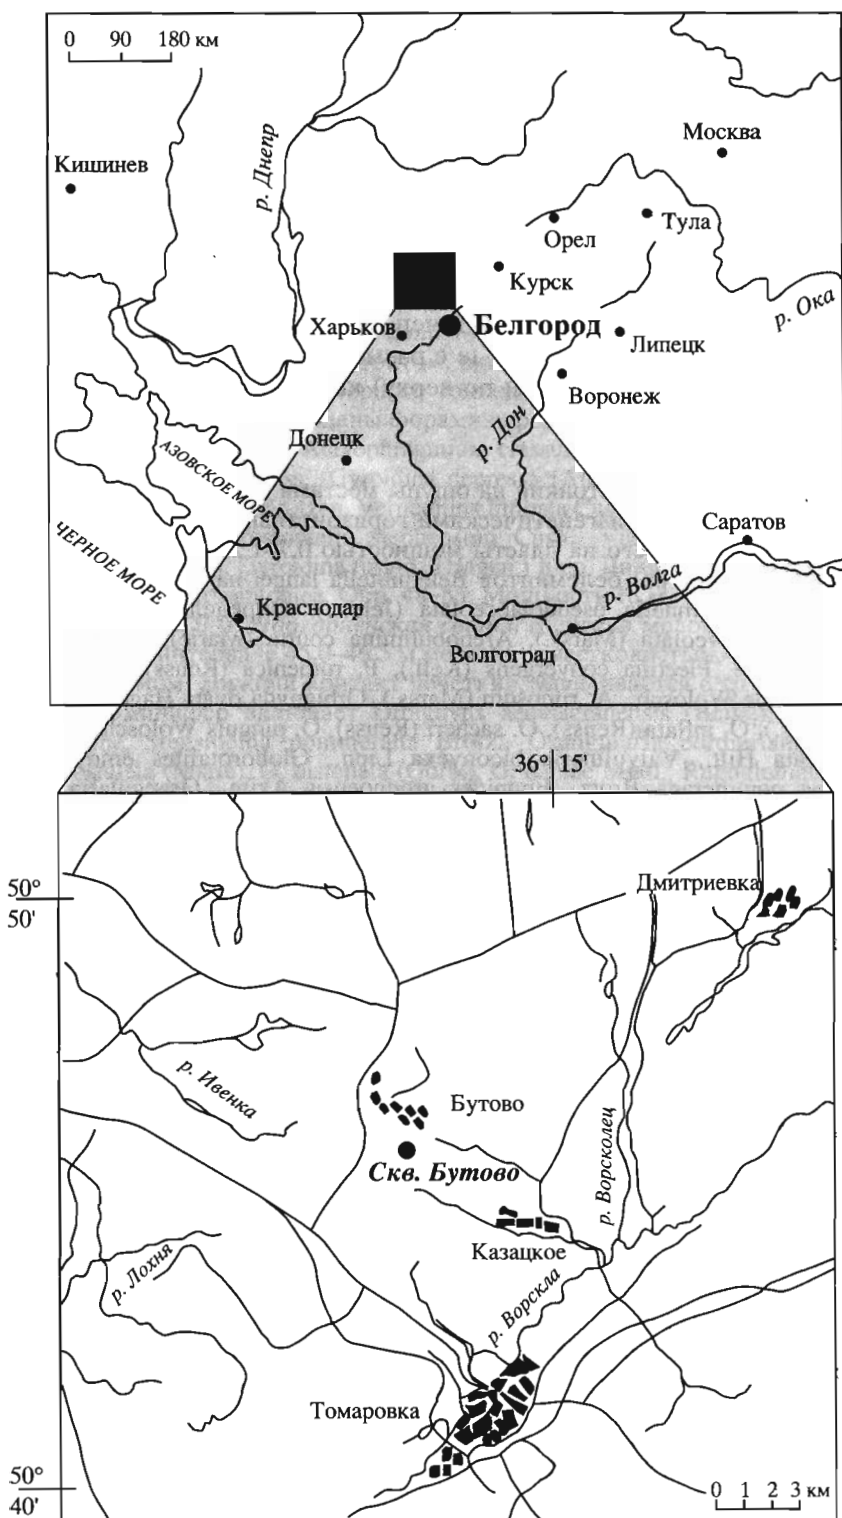 0 90 180 км
Москва
Кишинев
р. Днепр
Тула
Орел
Курск
р. Ока
Харьков
Белгород
Липецк
Воронеж
р. Дон
Донецк
АЗОВСКОЕ МОРЕ
ЧЕРНОЕ МОРЕ
Саратов
р. Волга
Краснодар
Волгоград
36° 15'
50°
50'
Дмитриевка
р. Ивенка
Бутово
Скв. Бутово
р. Ворсколец
Казацкое
р. Лохня
р. Ворскла
Томаровка
50°
40'
0 1 2 3 км